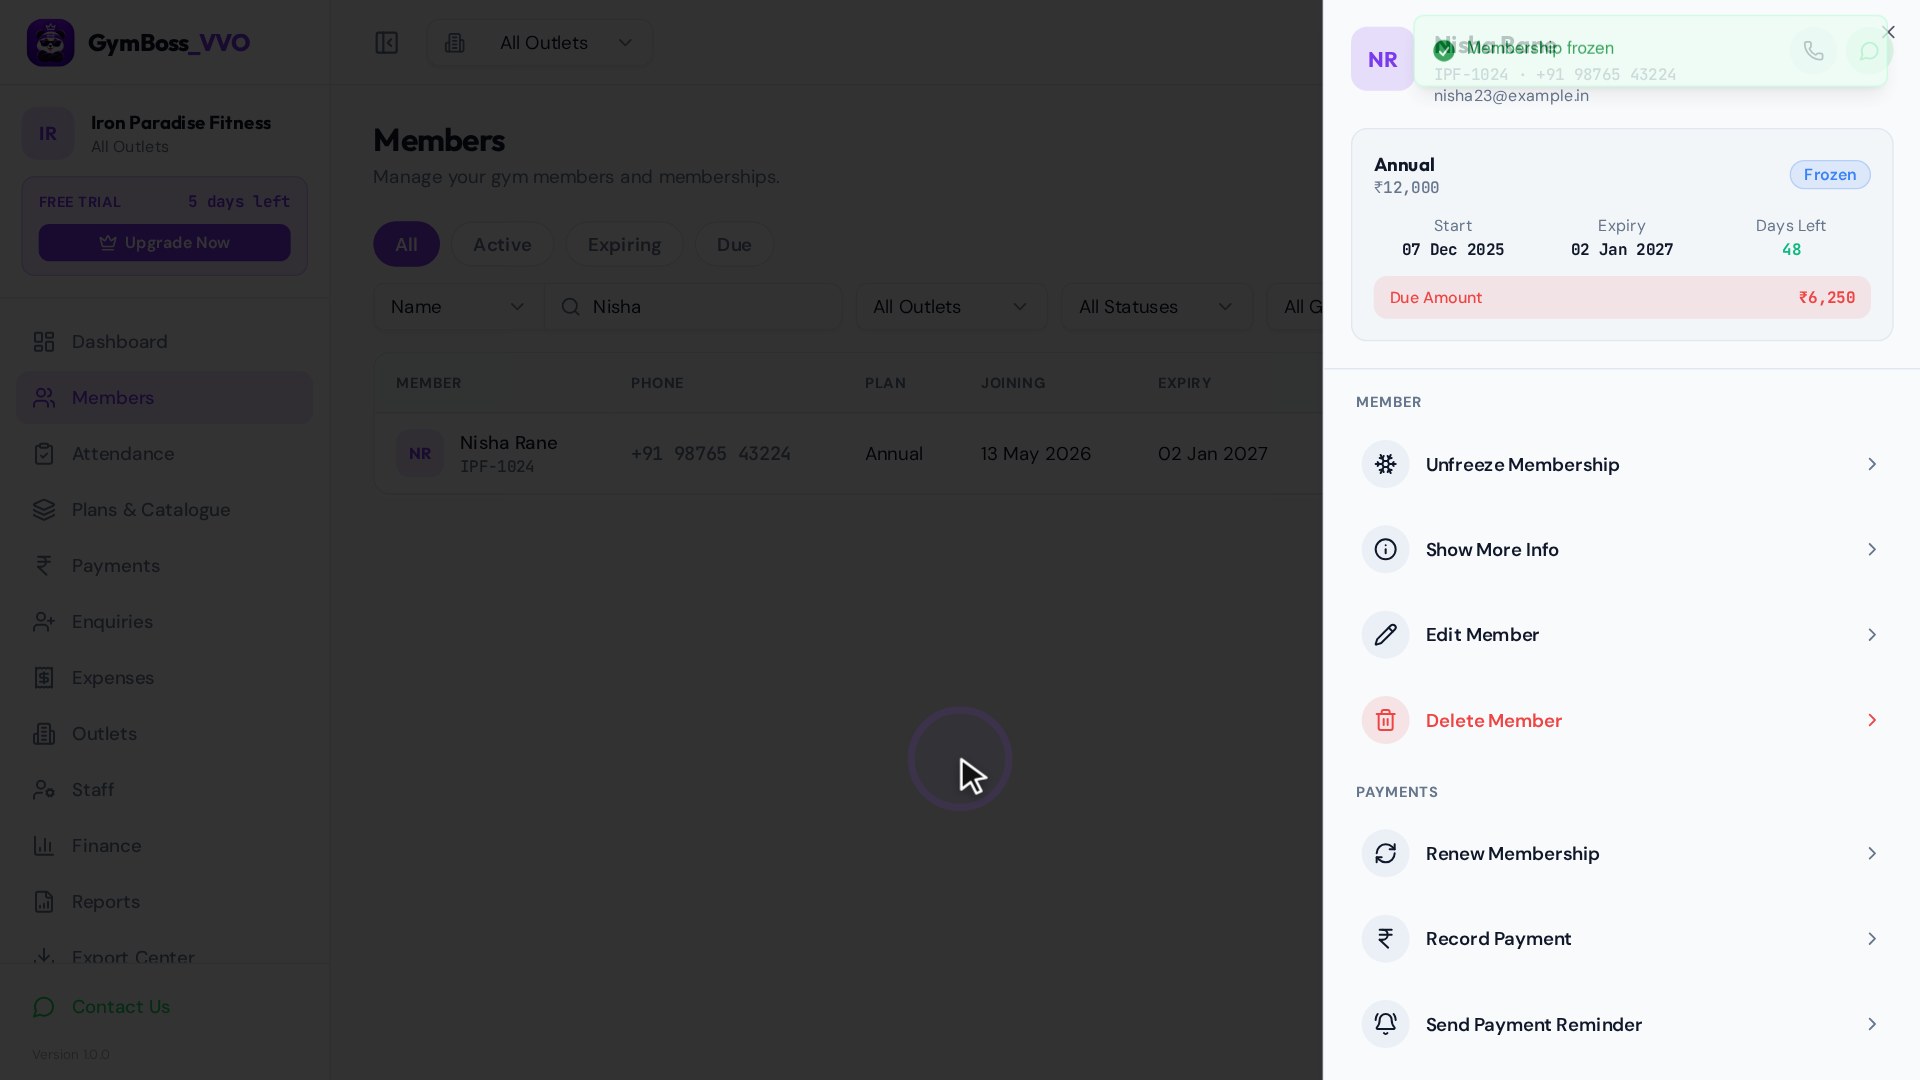 GymBoss_VVO
All Outlets
IR
Iron Paradise Fitness
All Outlets
FREE TRIAL
5 days left
Upgrade Now
Dashboard
Members
Attendance
Plans & Catalogue
Payments
Enquiries
Expenses
Outlets
Staff
Finance
Reports
Export Center
Contact Us
Version 1.0.0
Members
Manage your gym members and memberships.
All
Active
Expiring
Due
Name
Nisha
All Outlets
All Statuses
All G
MEMBER
PHONE
PLAN
JOINING
EXPIRY
NR
Nisha Rane
IPF-1024
+91 98765 43224
Annual
13 May 2026
02 Jan 2027
NR
Nisha Rane
Membership frozen
IPF-1024 · +91 98765 43224
nisha23@example.in
Annual
₹12,000
Frozen
Start
Expiry
Days Left
07 Dec 2025
02 Jan 2027
48
Due Amount
₹6,250
MEMBER
Unfreeze Membership
Show More Info
Edit Member
Delete Member
PAYMENTS
Renew Membership
Record Payment
Send Payment Reminder